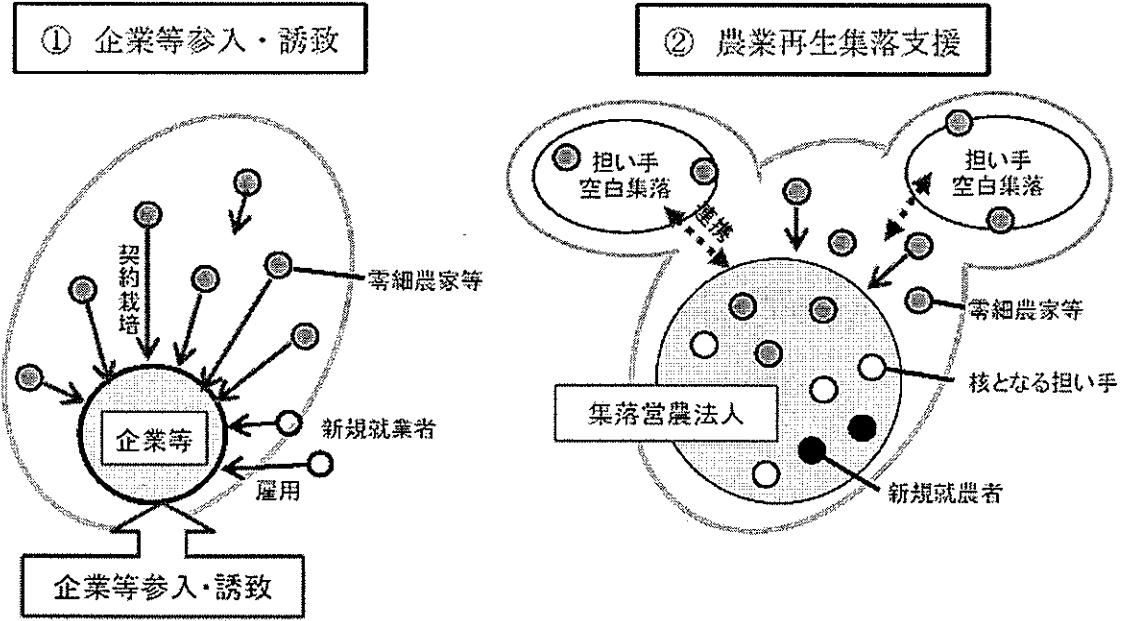 ① 企業等参入・誘致
契約栽培
零細農家等
企業等
新規就業者
雇用
企業等参入・誘致
② 農業再生集落支援
担い手
空白集落
担い手
空白集落
連携
零細農家等
核となる担い手
集落営農法人
新規就農者